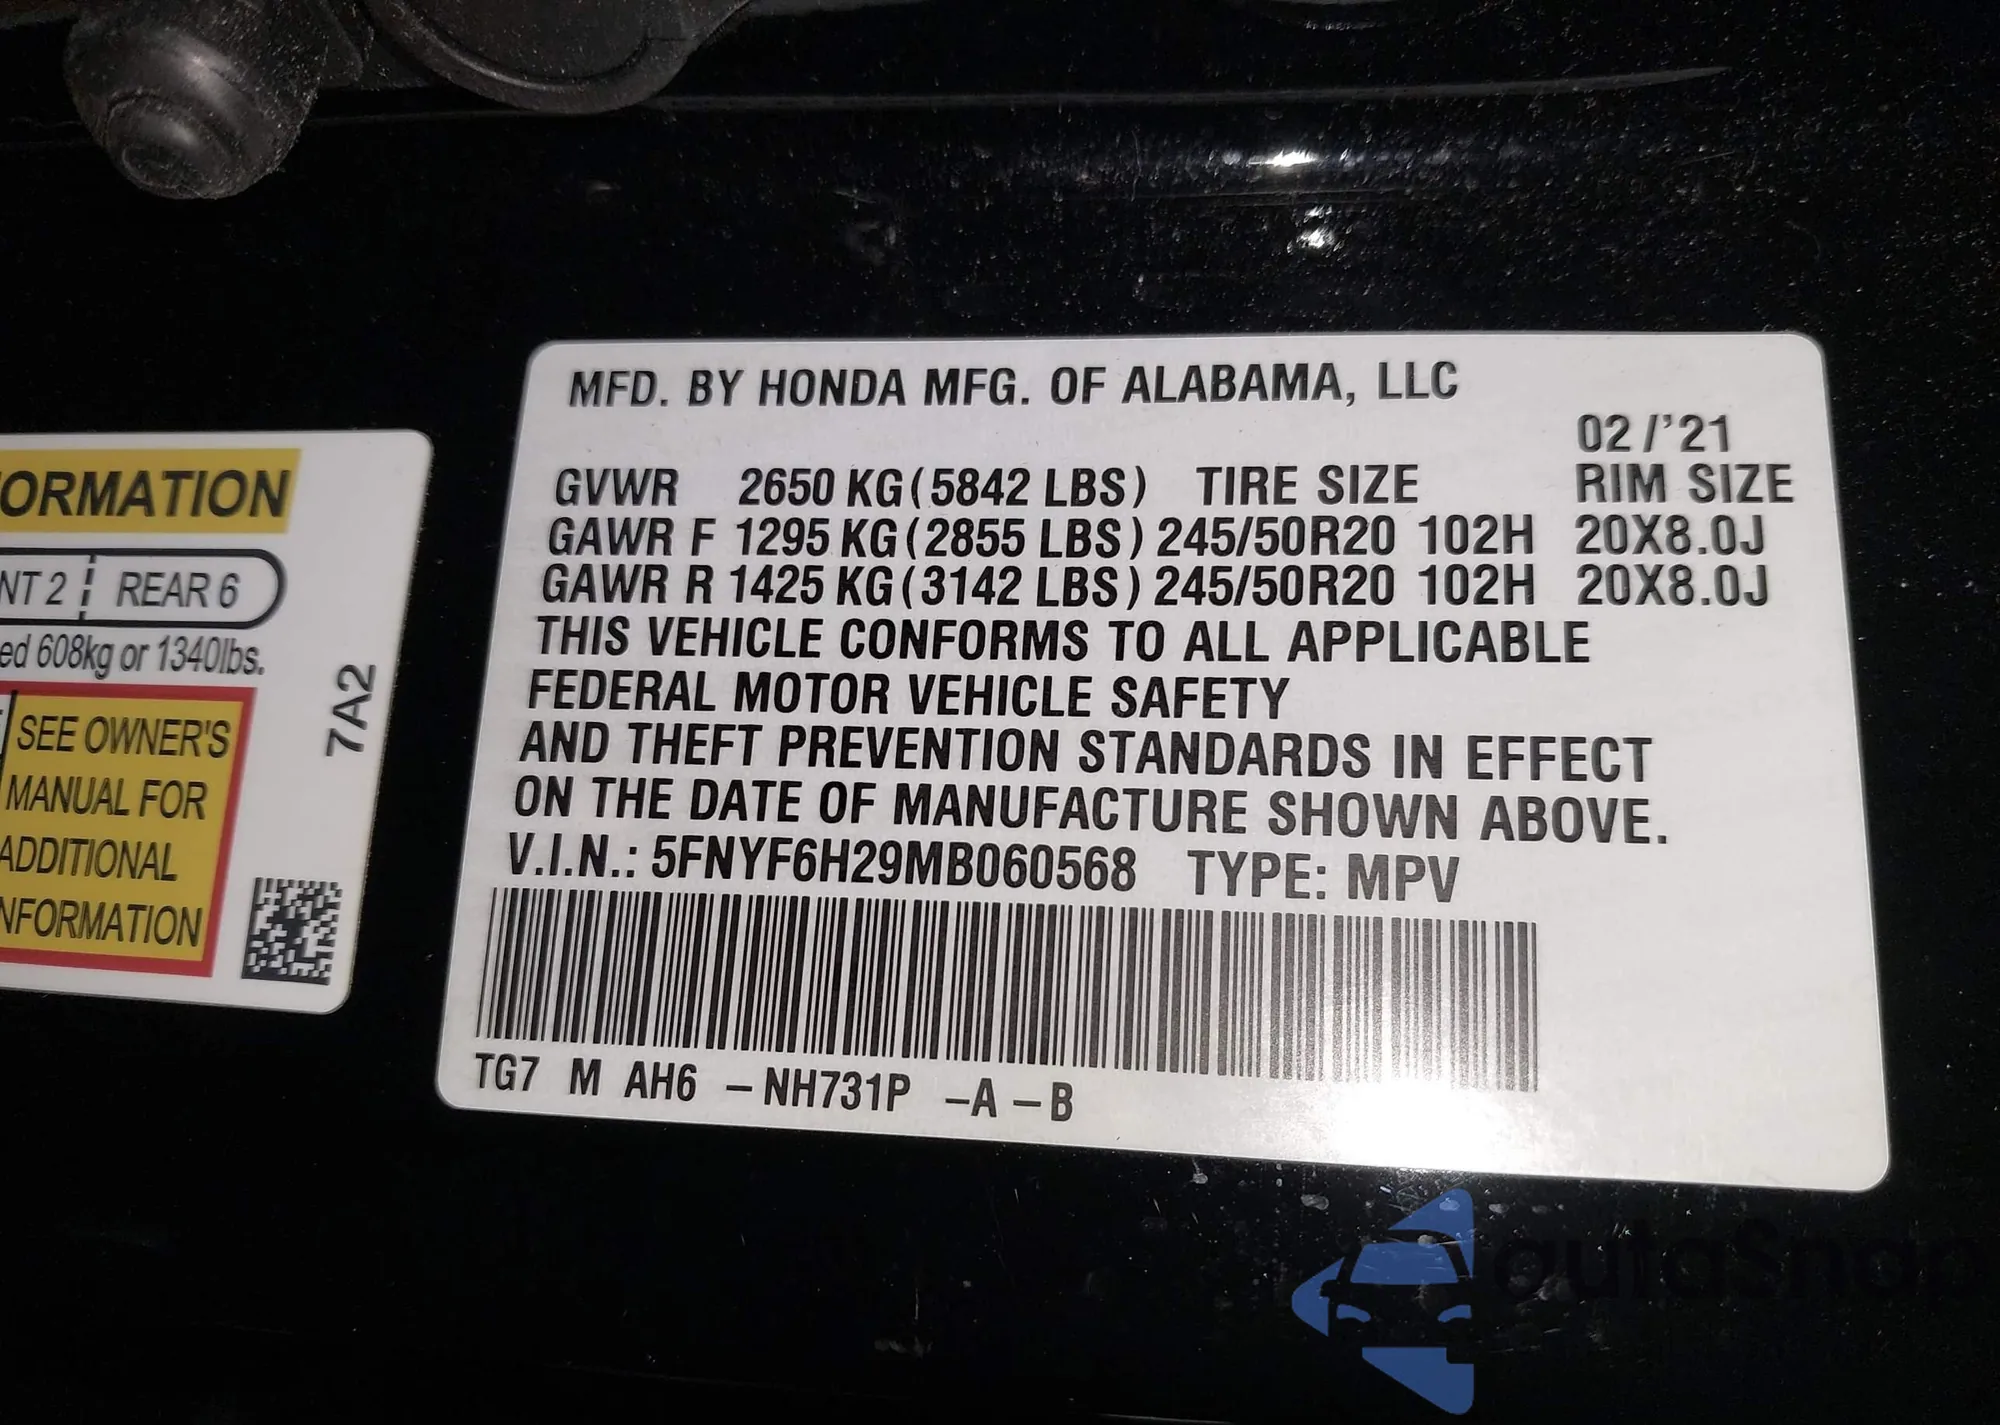 ORMATION
NT 2 REAR 6
ed 608kg or 1340lbs.
SEE OWNER'S
MANUAL FOR
ADDITIONAL
NFORMATION
7A2
MFD. BY HONDA MFG. OF ALABAMA, LLC
02/'21
GVWR 2650 KG (5842 LBS) TIRE SIZE RIM SIZE
GAWR F 1295 KG (2855 LBS) 245/50R20 102H 20X8.0J
GAWR R 1425 KG (3142 LBS) 245/50R20 102H 20X8.0J
THIS VEHICLE CONFORMS TO ALL APPLICABLE
FEDERAL MOTOR VEHICLE SAFETY
AND THEFT PREVENTION STANDARDS IN EFFECT
ON THE DATE OF MANUFACTURE SHOWN ABOVE.
V.I.N.: 5FNYF6H29MB060568 TYPE: MPV
TG7 M AH6 – NH731P –A – B